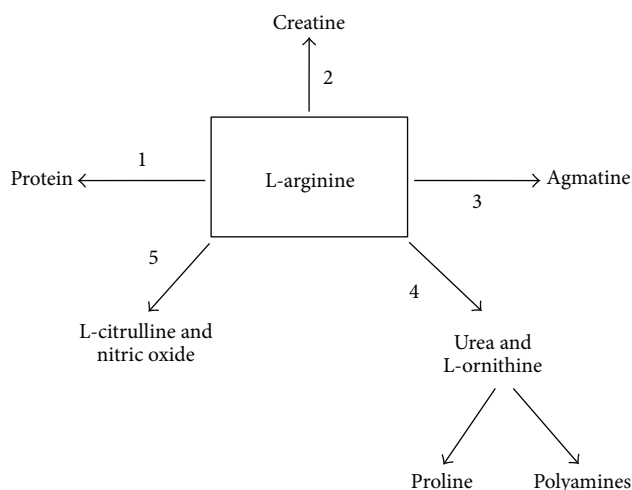 Creatine
2
1
Protein
L-arginine
Agmatine
3
5
4
L-citrulline and
nitric oxide
Urea and
L-ornithine
Proline
Polyamines